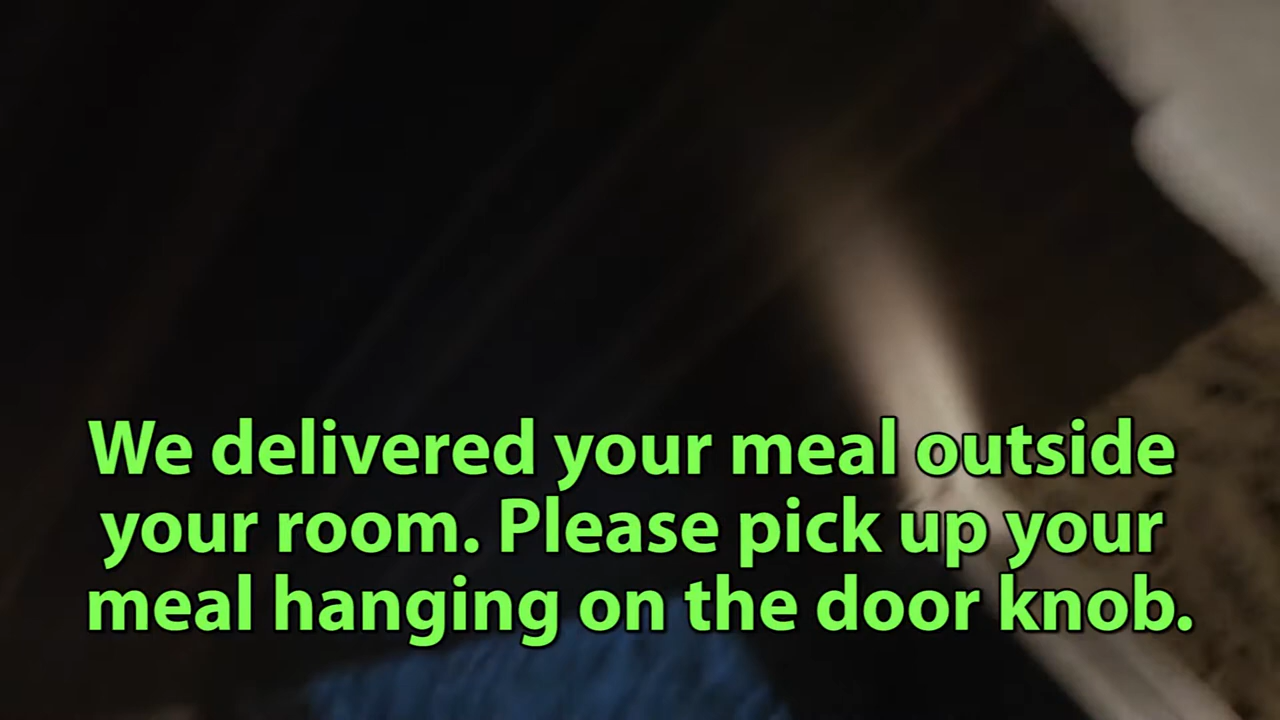 We delivered your meal outside
your room. Please pick up your
meal hanging on the door knob.